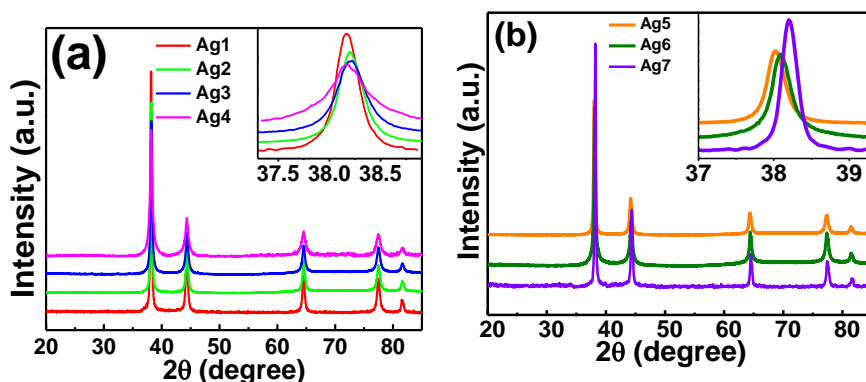 (a)
Ag1
Ag2
Ag3
Ag4
37.5 38.0 38.5
Intensity (a.u.)
20 30 40 50 60 70 80
2θ (degree)
(b)
Ag5
Ag6
Ag7
37 38 39
Intensity (a.u.)
20 30 40 50 60 70 80
2θ (degree)